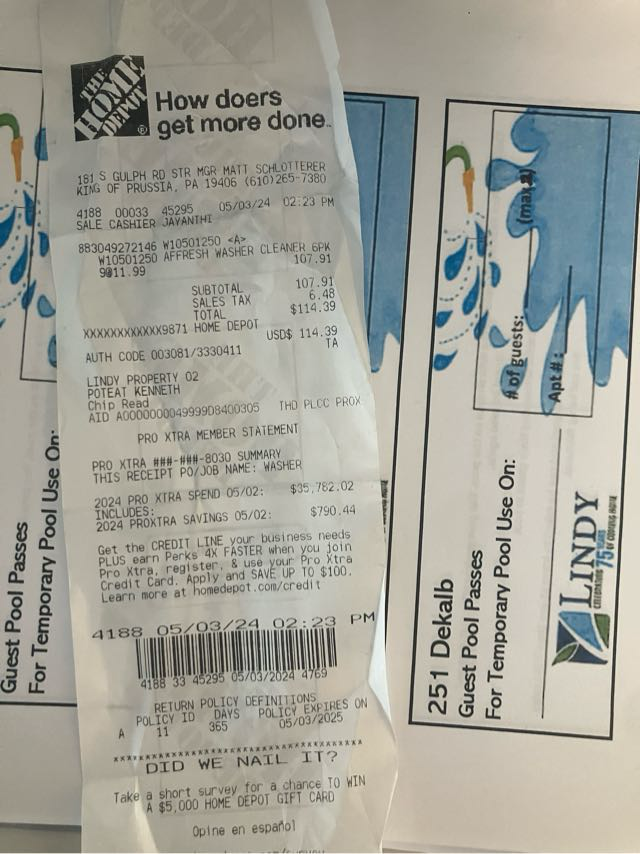 THE
HOME
DEPOT
How doers
get more done.
181 S GULPH RD STR MGR MATT SCHLOTTERER
KING OF PRUSSIA, PA 19406 (610)265-7380
4188 00033 45295 05/03/24 02:23 PM
SALE CASHIER JAYANTHI
883049272146 W10501250 <A>
W10501250 AFFRESH WASHER CLEANER 6PK
9@11.99 107.91
SUBTOTAL 107.91
SALES TAX 6.48
TOTAL $114.39
XXXXXXXXXXXX9871 HOME DEPOT
USD$ 114.39
AUTH CODE 003081/3330411 TA
LINDY PROPERTY 02
POTEAT KENNETH
Chip Read
AID A0000000049999D8400305 THD PLCC PROX
PRO XTRA MEMBER STATEMENT
PRO XTRA ###-###-8030 SUMMARY
THIS RECEIPT PO/JOB NAME: WASHER
2024 PRO XTRA SPEND 05/02: $35,782.02
INCLUDES:
2024 PROXTRA SAVINGS 05/02: $790.44
Get the CREDIT LINE your business needs
PLUS earn Perks 4X FASTER when you join
Pro Xtra, register, & use your Pro Xtra
Credit Card. Apply and SAVE UP TO $100.
Learn more at homedepot.com/credit
4188 05/03/24 02:23 PM
4188 33 45295 05/03/2024 4769
RETURN POLICY DEFINITIONS
POLICY ID DAYS POLICY EXPIRES ON
A 11 365 05/03/2025
DID WE NAIL IT?
Take a short survey for a chance TO WIN
A $5,000 HOME DEPOT GIFT CARD
Opine en español
Guest Pool Passes
For Temporary Pool Use On:
251 Dekalb
Guest Pool Passes
For Temporary Pool Use On:
# of guests: (max 2)
Apt #:
LINDY
CELEBRATING 75 YEARS
OF COMING HOME